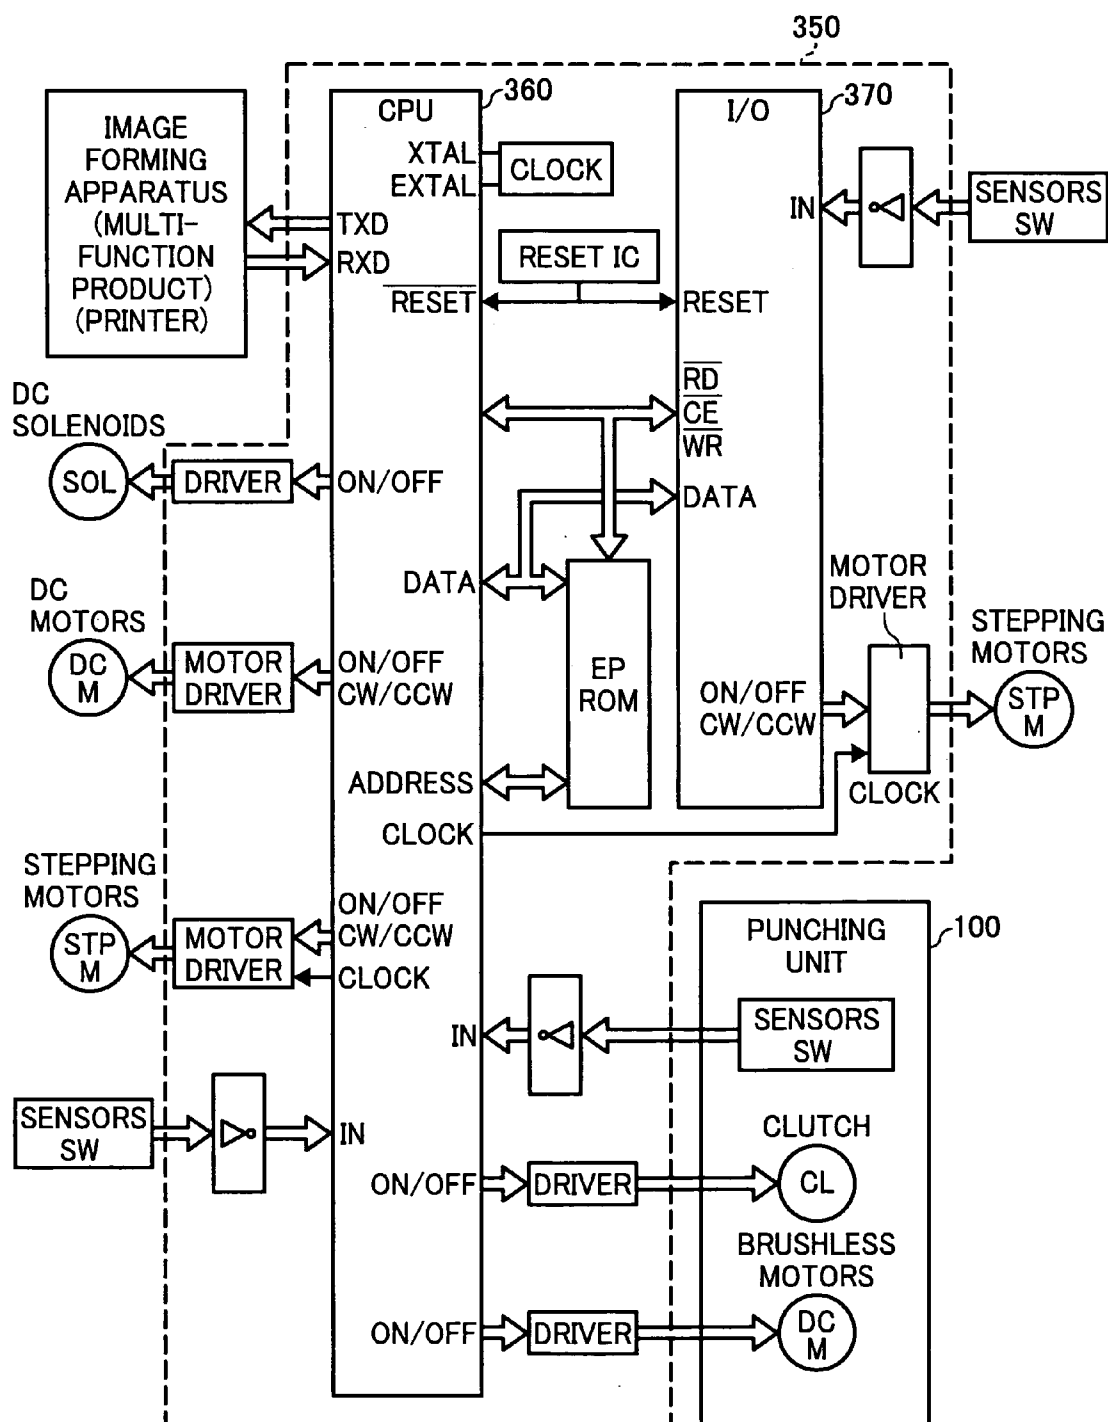 350
IMAGE
FORMING
APPARATUS
(MULTI-
FUNCTION
PRODUCT)
(PRINTER)
CPU
360
XTAL
EXTAL
CLOCK
TXD
RXD
RESET IC
RESET
I/O
370
IN
SENSORS
SW
RESET
RD
CE
WR
DATA
DC
SOLENOIDS
SOL
DRIVER
ON/OFF
DATA
DC
MOTORS
DC
M
MOTOR
DRIVER
ON/OFF
CW/CCW
EP
ROM
MOTOR
DRIVER
STEPPING
MOTORS
ON/OFF
CW/CCW
STP
M
CLOCK
ADDRESS
CLOCK
STEPPING
MOTORS
STP
M
MOTOR
DRIVER
ON/OFF
CW/CCW
CLOCK
PUNCHING
UNIT
100
IN
SENSORS
SW
SENSORS
SW
IN
CLUTCH
ON/OFF
DRIVER
CL
BRUSHLESS
MOTORS
ON/OFF
DRIVER
DC
M